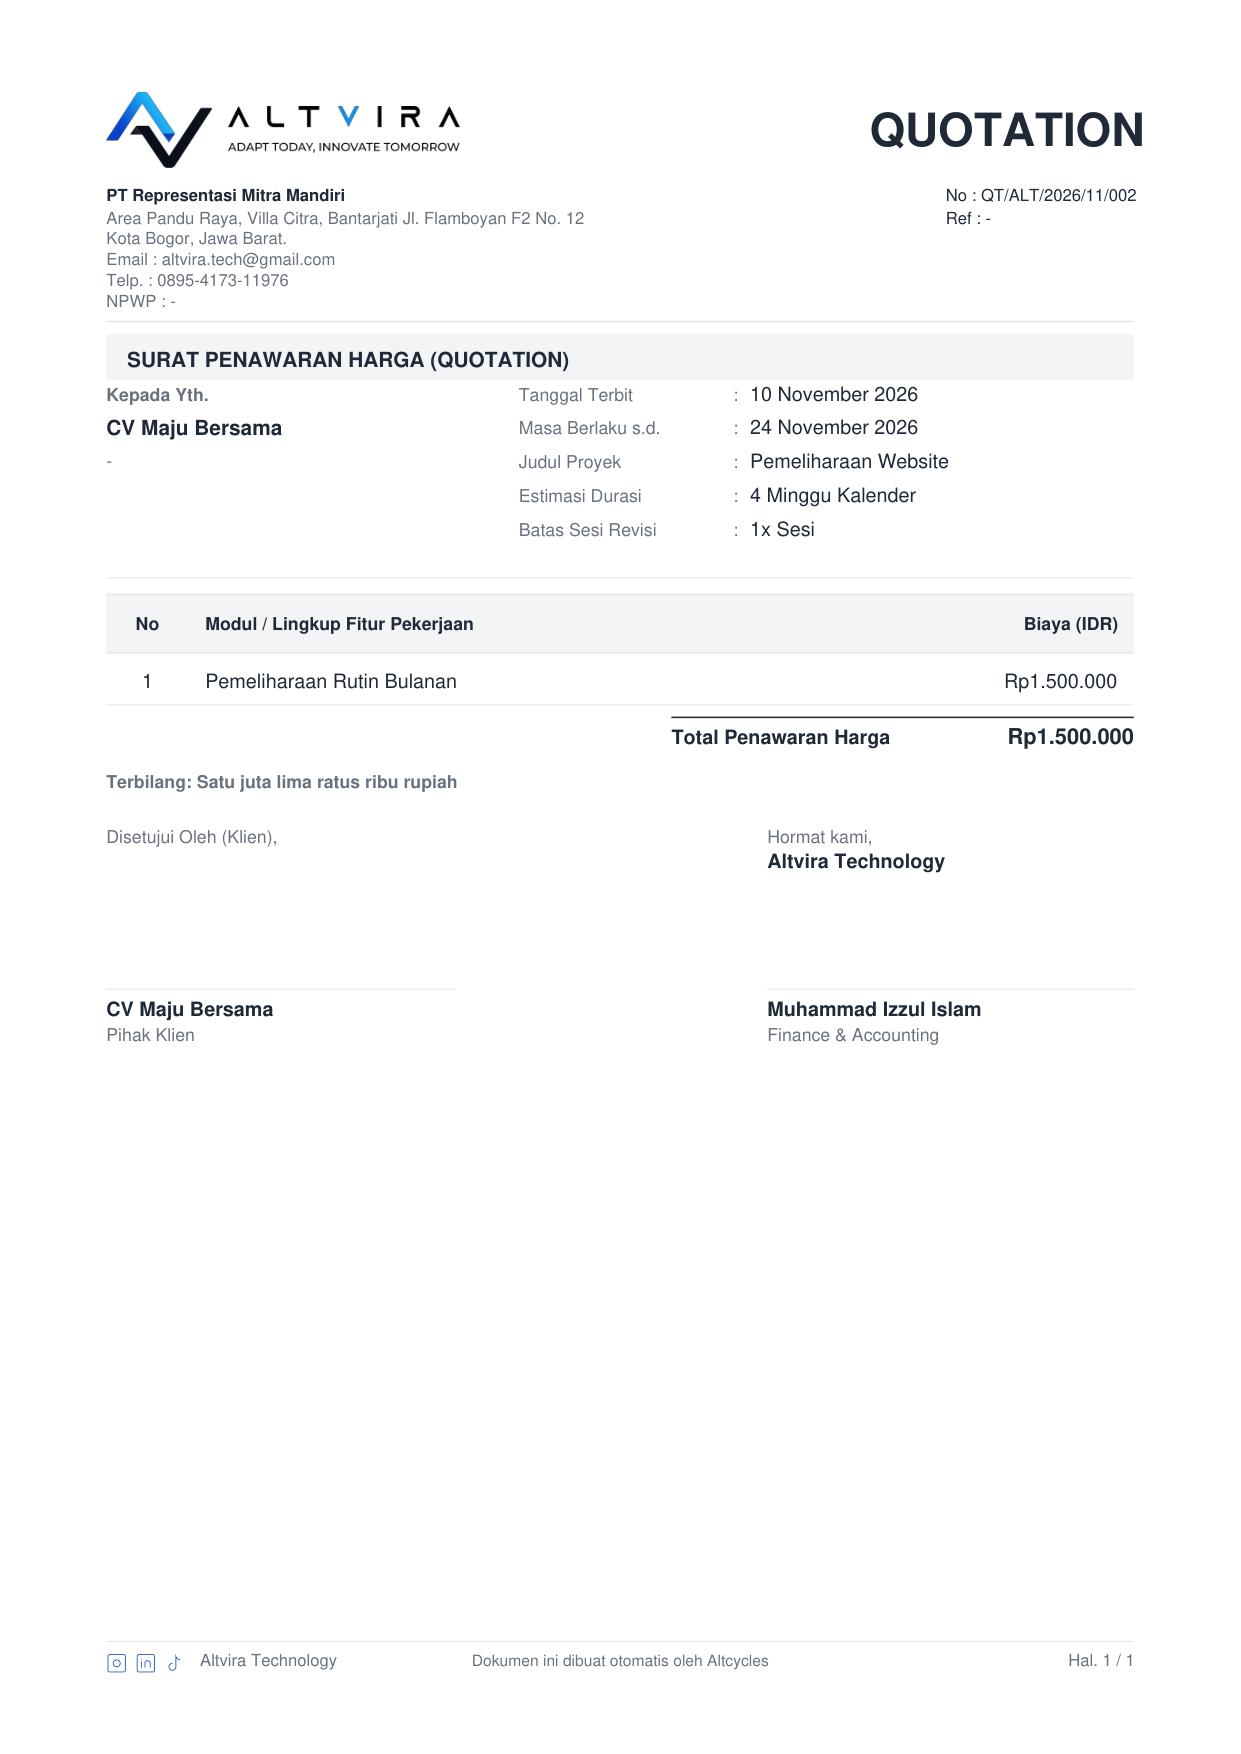 ALTVIRA
ADAPT TODAY, INNOVATE TOMORROW
QUOTATION
PT Representasi Mitra Mandiri
Area Pandu Raya, Villa Citra, Bantarjati Jl. Flamboyan F2 No. 12
Kota Bogor, Jawa Barat.
Email : altvira.tech@gmail.com
Telp. : 0895-4173-11976
NPWP : -
No : QT/ALT/2026/11/002
Ref : -
SURAT PENAWARAN HARGA (QUOTATION)
Kepada Yth.
CV Maju Bersama
-
Tanggal Terbit : 10 November 2026
Masa Berlaku s.d. : 24 November 2026
Judul Proyek : Pemeliharaan Website
Estimasi Durasi : 4 Minggu Kalender
Batas Sesi Revisi : 1x Sesi
No Modul / Lingkup Fitur Pekerjaan Biaya (IDR)
1 Pemeliharaan Rutin Bulanan Rp1.500.000
Total Penawaran Harga Rp1.500.000
Terbilang: Satu juta lima ratus ribu rupiah
Disetujui Oleh (Klien),
Hormat kami,
Altvira Technology
CV Maju Bersama
Pihak Klien
Muhammad Izzul Islam
Finance & Accounting
in Altvira Technology Dokumen ini dibuat otomatis oleh Altcycles Hal. 1 / 1